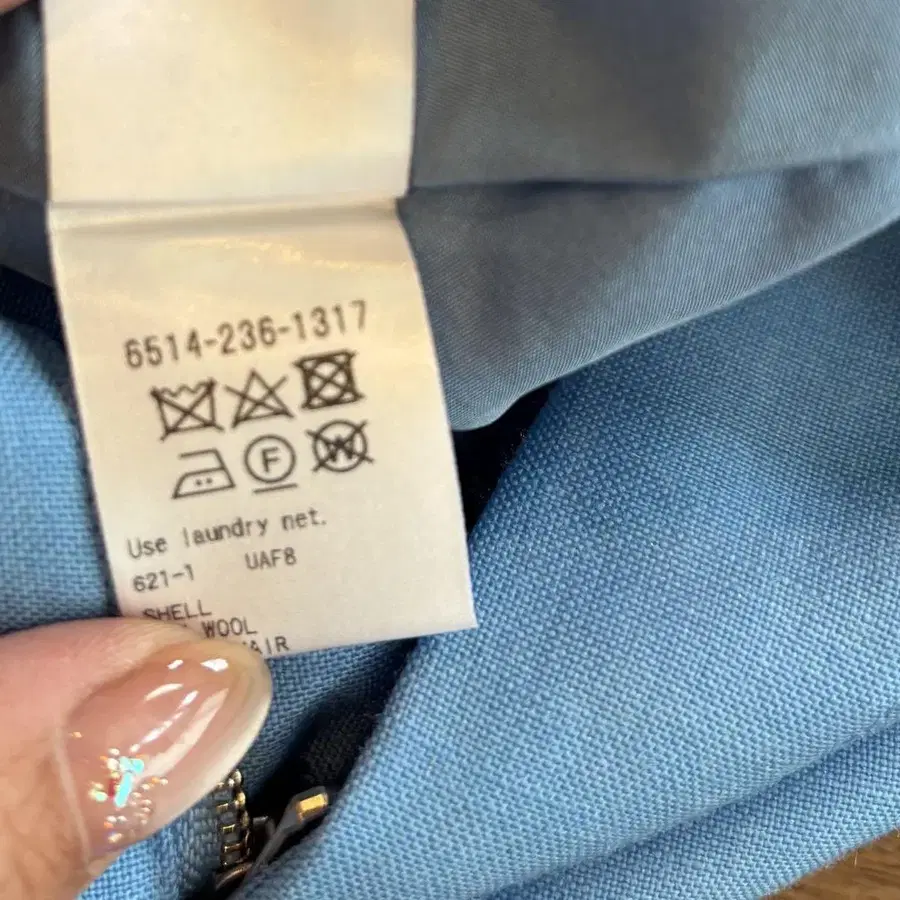 6514-236-1317
F W
Use laundry net.
621-1 UAF8
SHELL
WOOL